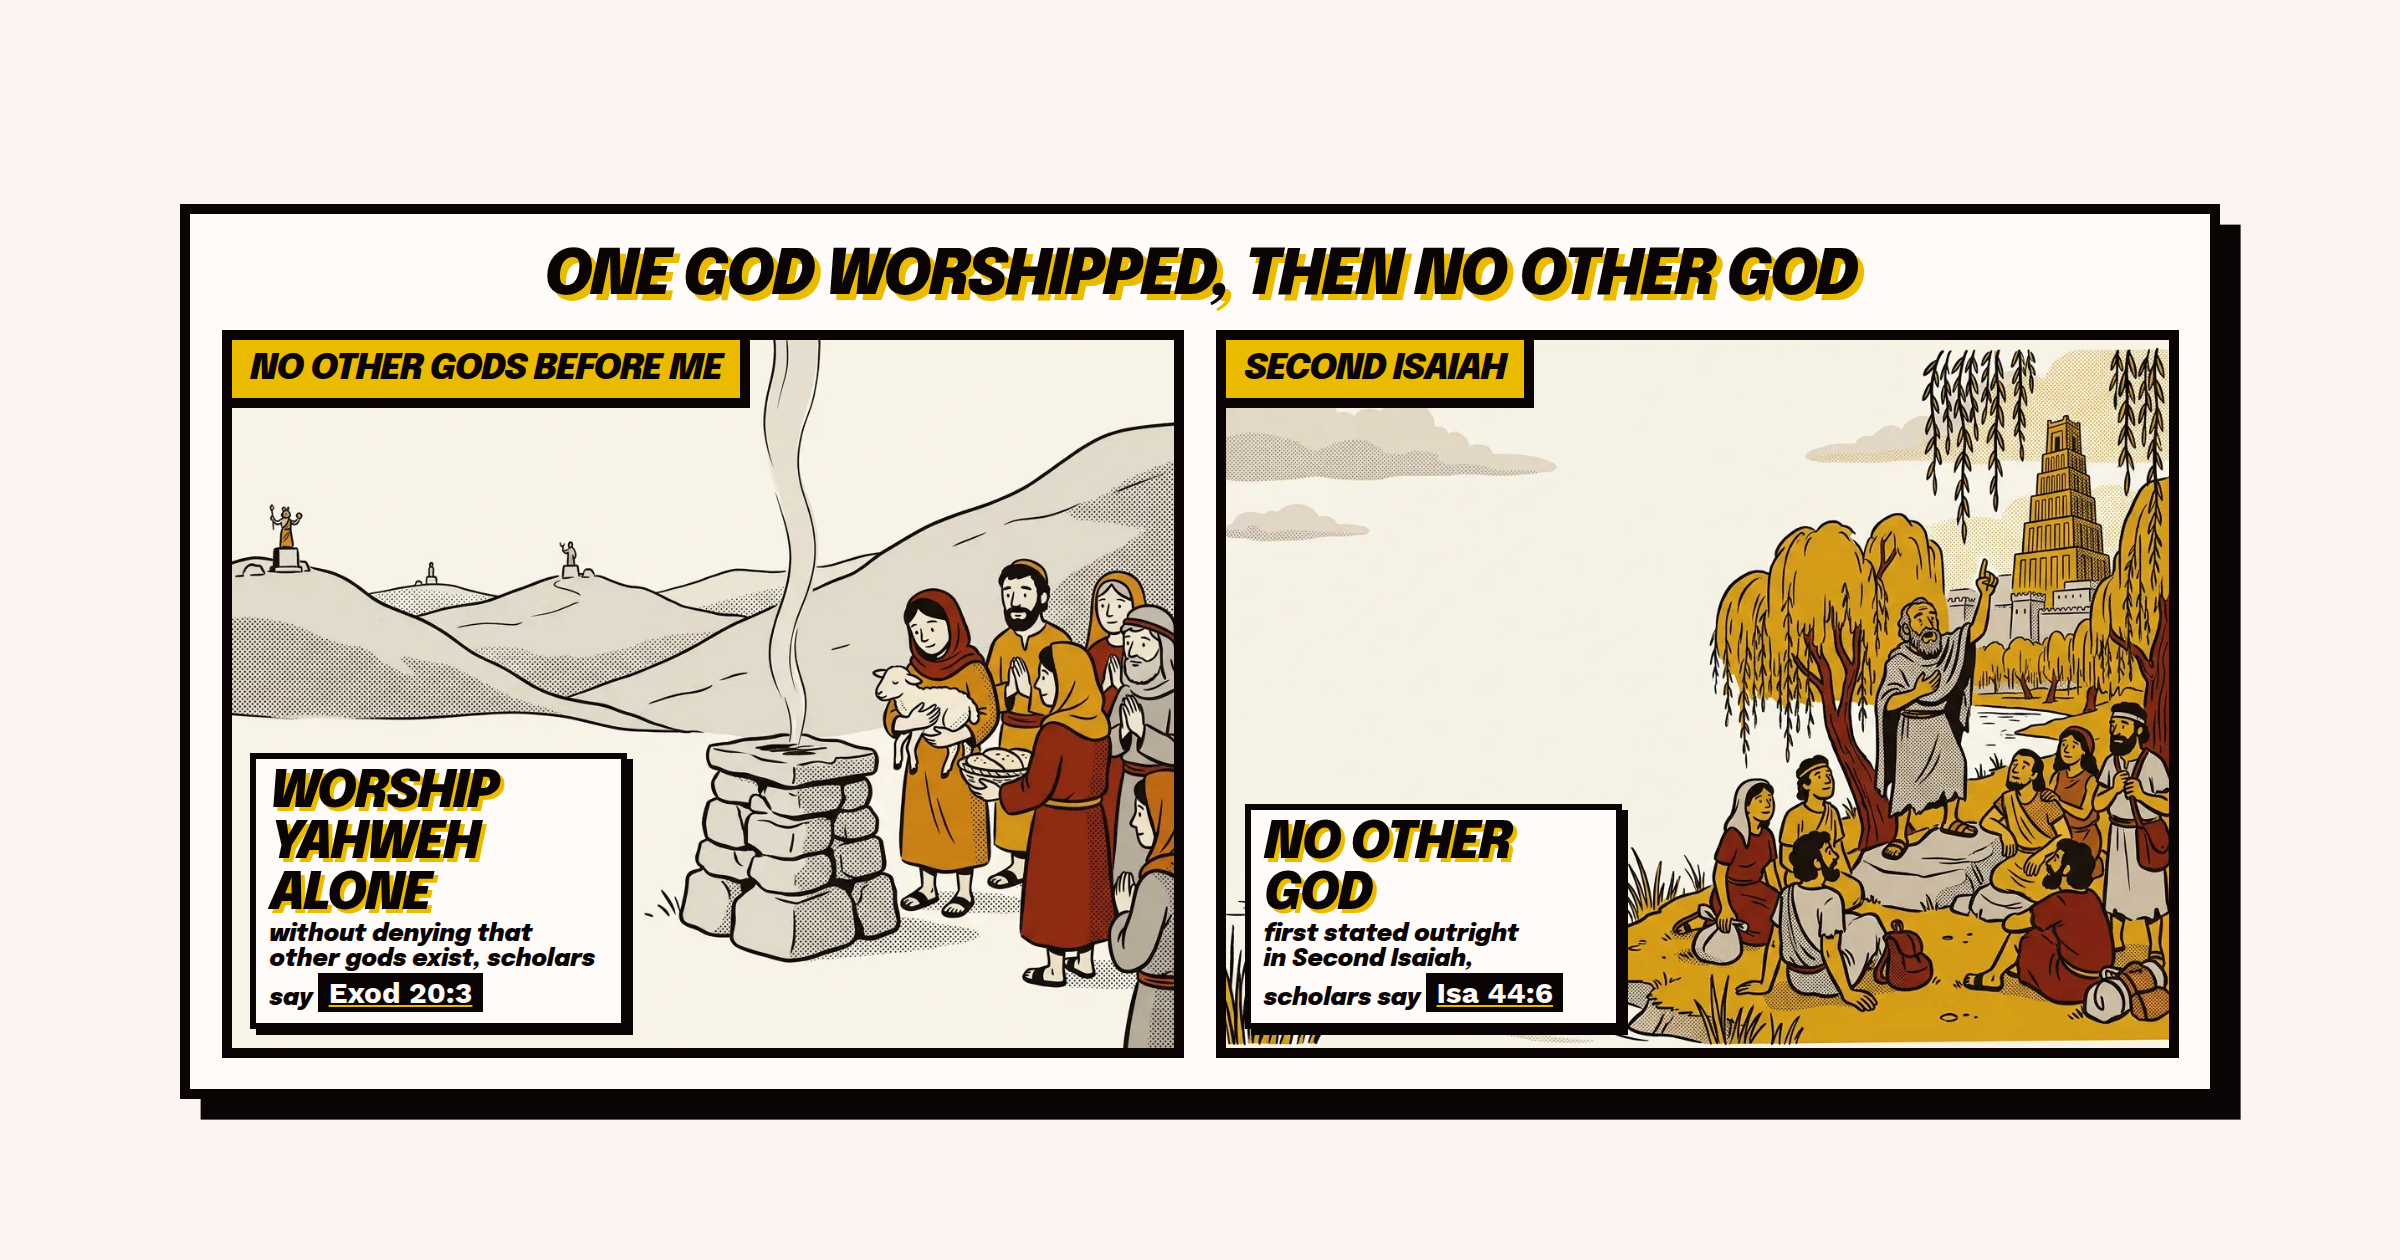 ONE GOD WORSHIPPED, THEN NO OTHER GOD
NO OTHER GODS BEFORE ME
WORSHIP
YAHWEH
ALONE
without denying that
other gods exist, scholars
say Exod 20:3
SECOND ISAIAH
NO OTHER
GOD
first stated outright
in Second Isaiah,
scholars say Isa 44:6